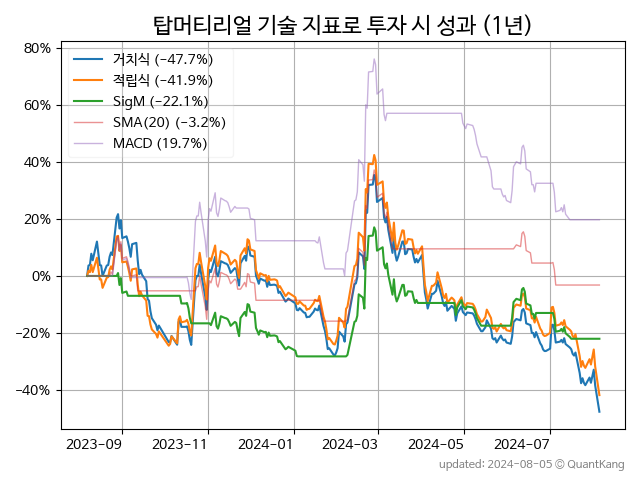 탑머티리얼 기술 지표로 투자 시 성과 (1년)
80%
60%
40%
20%
0%
−20%
−40%
거치식 (−47.7%)
적립식 (−41.9%)
SigM (−22.1%)
SMA(20) (−3.2%)
MACD (19.7%)
2023-09
2023-11
2024-01
2024-03
2024-05
2024-07
updated: 2024-08-05 ⓒ QuantKang